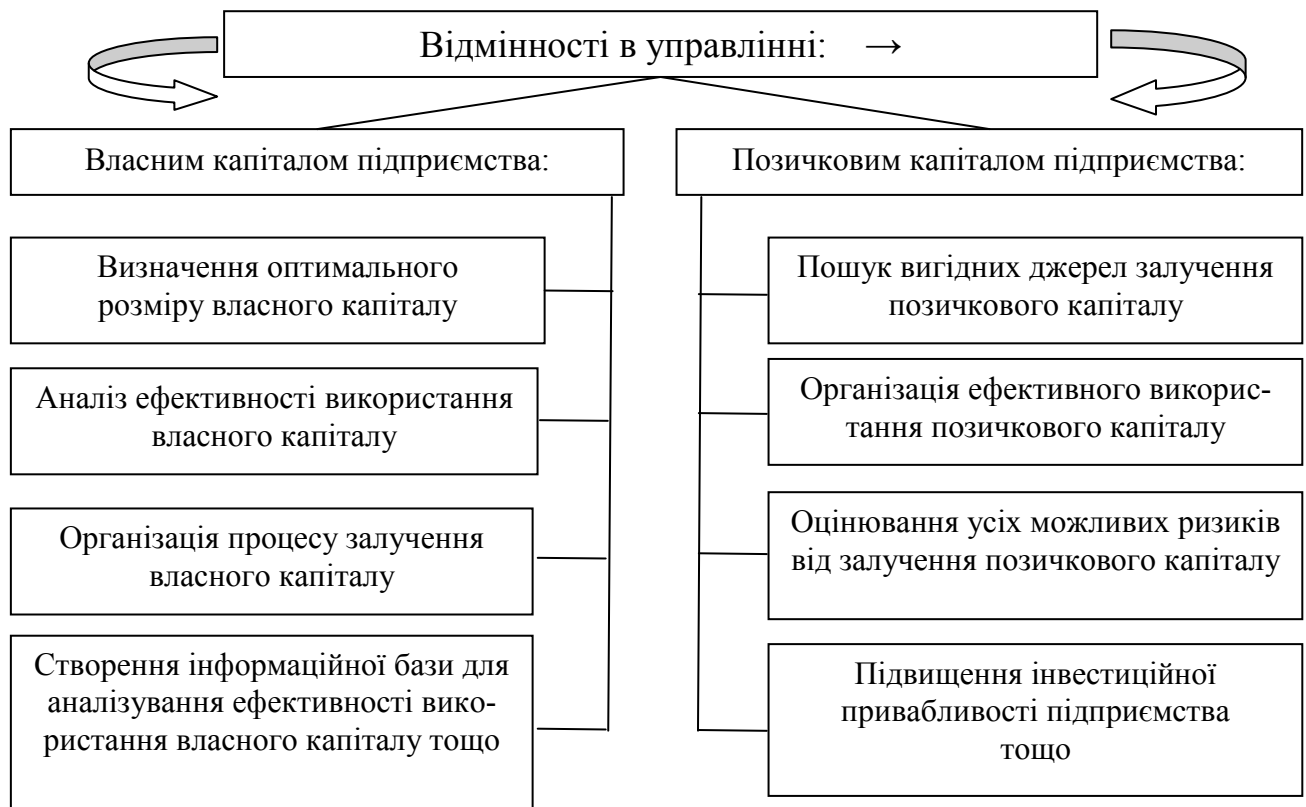 Відмінності в управлінні: →
Власним капіталом підприємства:
Визначення оптимального
розміру власного капіталу
Аналіз ефективності використання
власного капіталу
Організація процесу залучення
власного капіталу
Створення інформаційної бази для
аналізування ефективності вико-
ристання власного капіталу тощо
Позичковим капіталом підприємства:
Пошук вигідних джерел залучення
позичкового капіталу
Організація ефективного викорис-
тання позичкового капіталу
Оцінювання усіх можливих ризиків
від залучення позичкового капіталу
Підвищення інвестиційної
привабливості підприємства
тощо